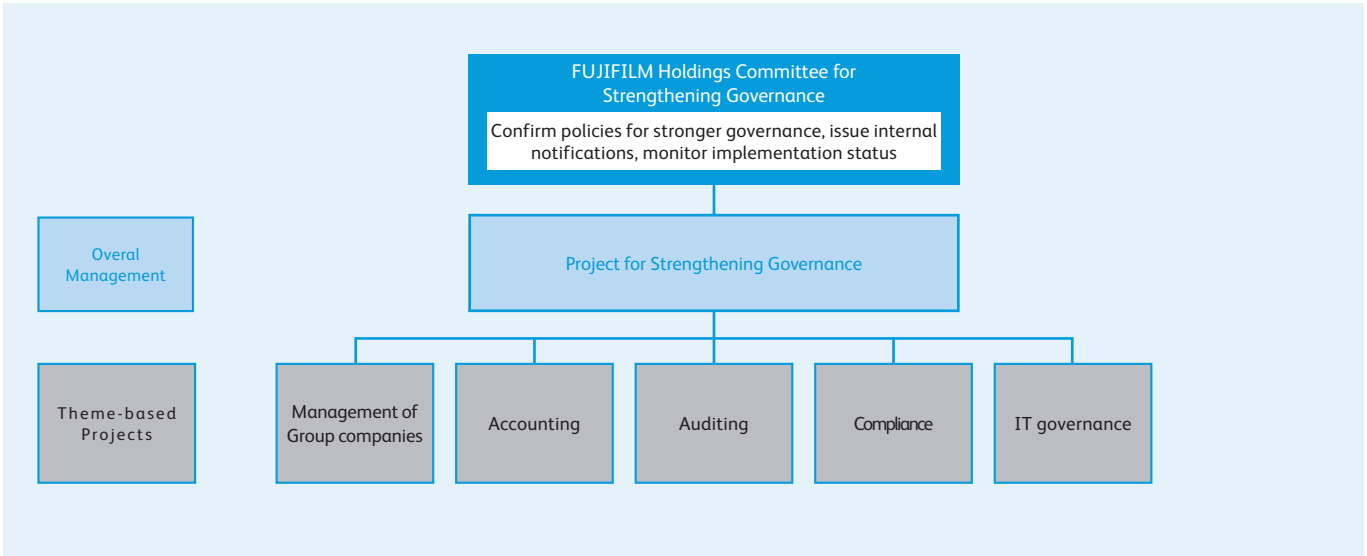 FUJIFILM Holdings Committee for
Strengthening Governance
Confirm policies for stronger governance, issue internal
notifications, monitor implementation status
Overal
Management
Project for Strengthening Governance
Theme-based
Projects
Management of
Group companies
Accounting
Auditing
Compliance
IT governance